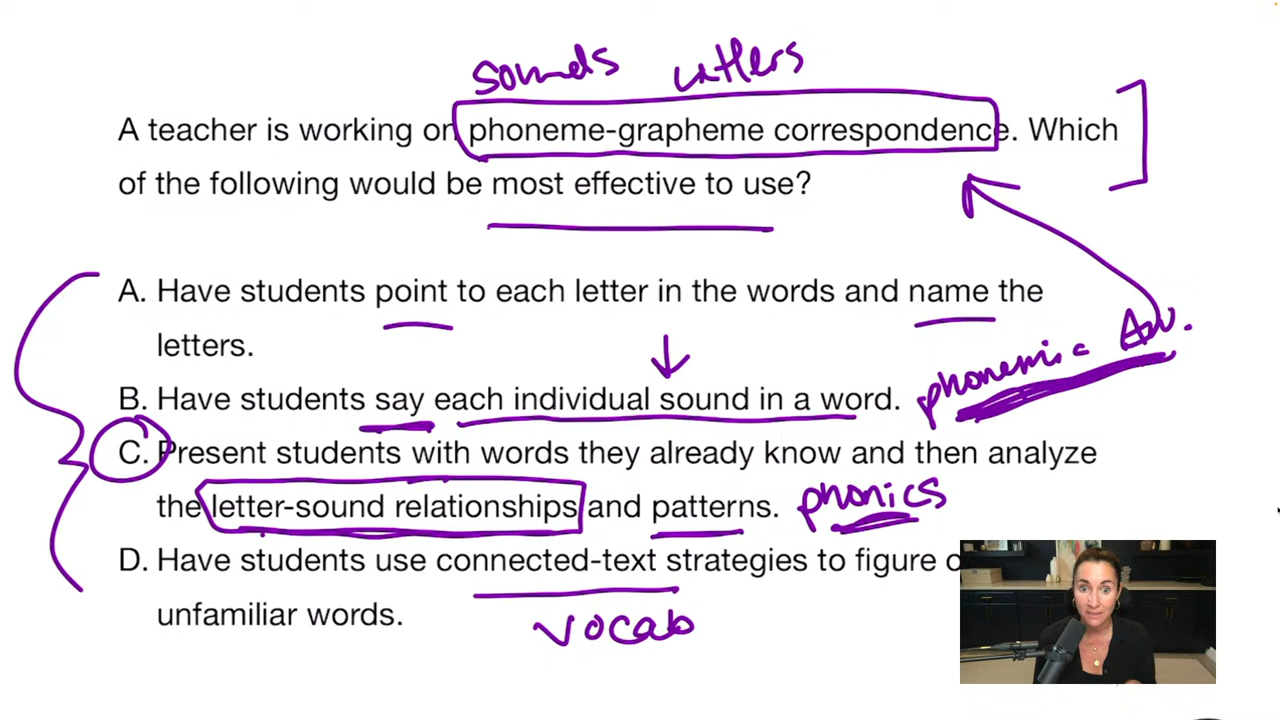 sounds letters
A teacher is working on phoneme-grapheme correspondence. Which
of the following would be most effective to use?
A. Have students point to each letter in the words and name the
letters.
B. Have students say each individual sound in a word. phonemic Aw.
C. Present students with words they already know and then analyze
the letter-sound relationships and patterns. phonics
D. Have students use connected-text strategies to figure
unfamiliar words.
vocab